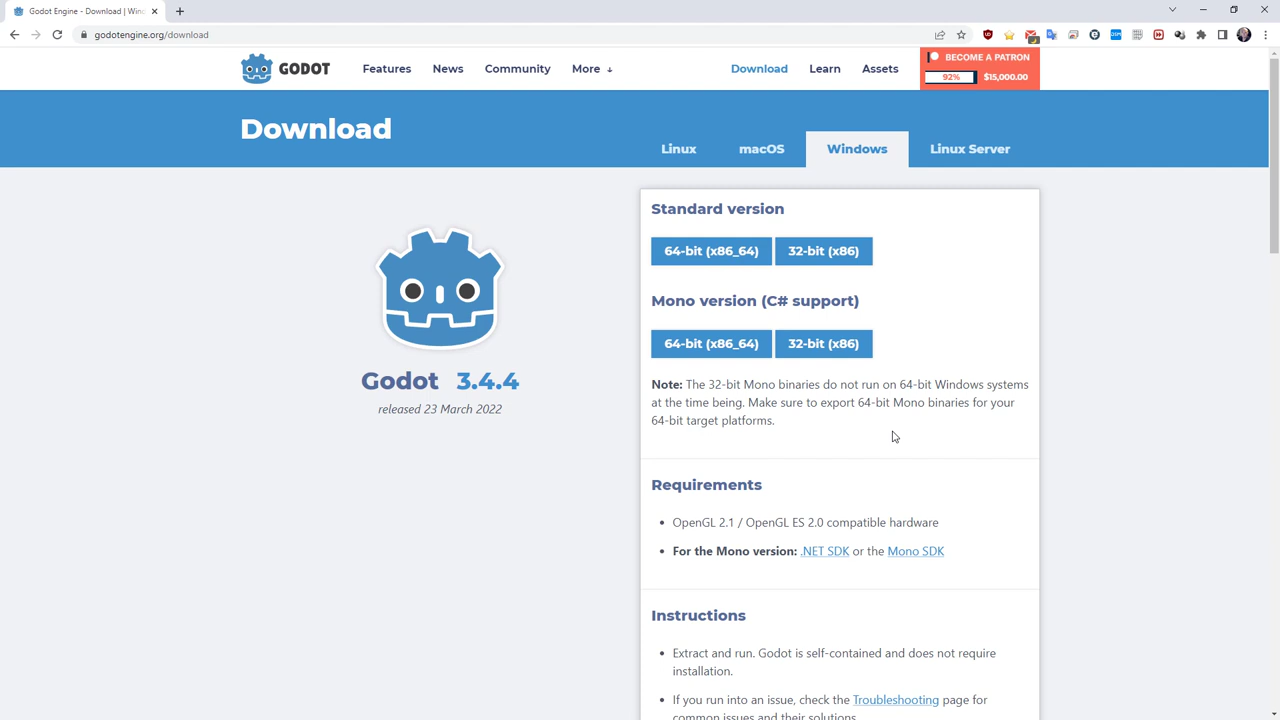 Godot Engine - Download | Win
godotengine.org/download
GODOT
Features
News
Community
More ↓
Download
Learn
Assets
BECOME A PATRON
92%
$15,000.00
Download
Linux
macOS
Windows
Linux Server
Standard version
64-bit (x86_64)
32-bit (x86)
Mono version (C# support)
64-bit (x86_64)
32-bit (x86)
Note: The 32-bit Mono binaries do not run on 64-bit Windows systems
at the time being. Make sure to export 64-bit Mono binaries for your
64-bit target platforms.
Godot 3.4.4
released 23 March 2022
Requirements
• OpenGL 2.1 / OpenGL ES 2.0 compatible hardware
• For the Mono version: .NET SDK or the Mono SDK
Instructions
• Extract and run. Godot is self-contained and does not require
installation.
• If you run into an issue, check the Troubleshooting page for
common issues and their solutions.